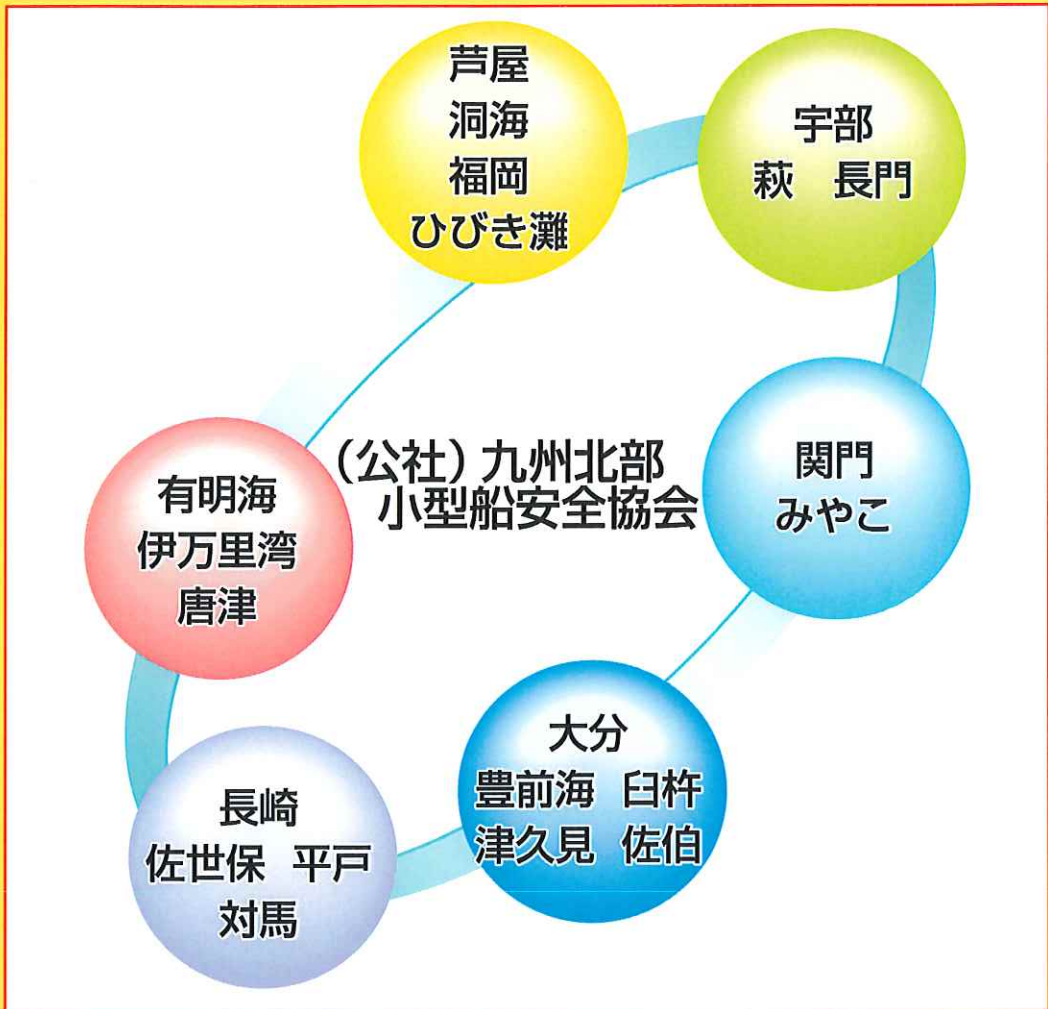 芦屋
洞海
福岡
ひびき灘
宇部
萩 長門
(公社)九州北部
小型船安全協会
関門
みやこ
有明海
伊万里湾
唐津
大分
豊前海 臼杵
津久見 佐伯
長崎
佐世保 平戸
対馬